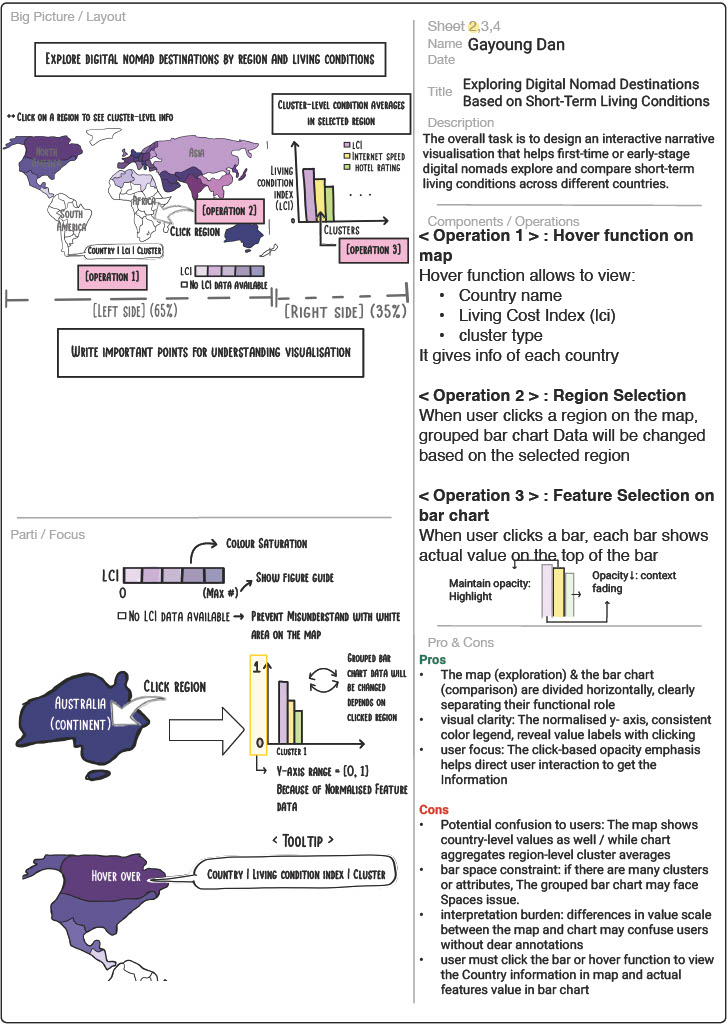 Big Picture / Layout
EXPLORE DIGITAL NOMAD DESTINATIONS BY REGION AND LIVING CONDITIONS
** CLICK ON A REGION TO SEE CLUSTER-LEVEL INFO
NORTH
AMERICA
ASIA
AFRICA
SOUTH
AMERICA
[OPERATION 2]
CLICK REGION
COUNTRY | LCI | CLUSTER
[OPERATION 1]
LCI
NO LCI DATA AVAILABLE
[LEFT SIDE] (65%)
CLUSTER-LEVEL CONDITION AVERAGES
IN SELECTED REGION
LCI
INTERNET SPEED
HOTEL RATING
LIVING
CONDITION
INDEX
(LCI)
1
0
. . .
CLUSTERS
[OPERATION 3]
[RIGHT SIDE] (35%)
WRITE IMPORTANT POINTS FOR UNDERSTANDING VISUALISATION
Parti / Focus
COLOUR SATURATION
LCI
0
(MAX #)
SHOW FIGURE GUIDE
NO LCI DATA AVAILABLE → PREVENT MISUNDERSTAND WITH WHITE
AREA ON THE MAP
AUSTRALIA
(CONTINENT)
CLICK REGION
1
0
CLUSTER 1
GROUPED BAR
CHART DATA WILL
BE CHANGED
DEPENDS ON
CLICKED REGION
Y-AXIS RANGE = [0, 1]
BECAUSE OF NORMALISED FEATURE
DATA
< TOOLTIP >
HOVER OVER
COUNTRY | LIVING CONDITION INDEX | CLUSTER
Sheet 2,3,4
Name Gayoung Dan
Date
Title Exploring Digital Nomad Destinations
Based on Short-Term Living Conditions
Description
The overall task is to design an interactive narrative
visualisation that helps first-time or early-stage
digital nomads explore and compare short-term
living conditions across different countries.
Components / Operations
< Operation 1 > : Hover function on
map
Hover function allows to view:
• Country name
• Living Cost Index (lci)
• cluster type
It gives info of each country
< Operation 2 > : Region Selection
When user clicks a region on the map,
grouped bar chart Data will be changed
based on the selected region
< Operation 3 > : Feature Selection on
bar chart
When user clicks a bar, each bar shows
actual value on the top of the bar
Maintain opacity:
Highlight
Opacity↓: context
fading
Pro & Cons
Pros
• The map (exploration) & the bar chart
(comparison) are divided horizontally, clearly
separating their functional role
• visual clarity: The normalised y- axis, consistent
color legend, reveal value labels with clicking
• user focus: The click-based opacity emphasis
helps direct user interaction to get the
Information
Cons
• Potential confusion to users: The map shows
country-level values as well / while chart
aggregates region-level cluster averages
• bar space constraint: if there are many clusters
or attributes, The grouped bar chart may face
Spaces issue.
• interpretation burden: differences in value scale
between the map and chart may confuse users
without dear annotations
• user must click the bar or hover function to view
the Country information in map and actual
features value in bar chart